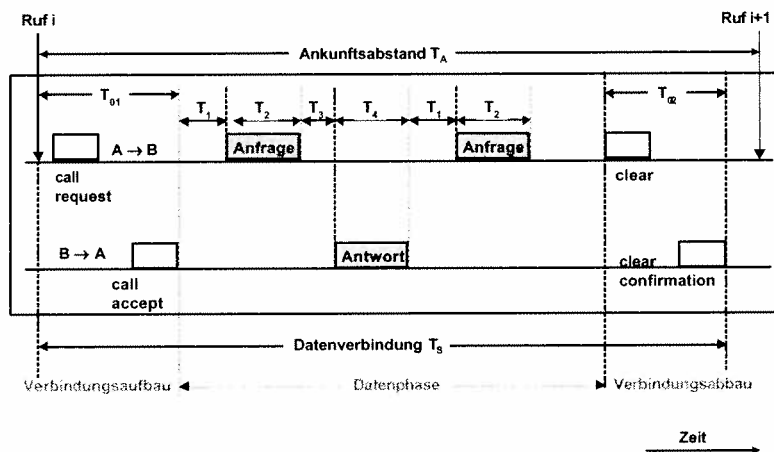 Ruf i
Ruf i+1
Ankunftsabstand T_A
T_01
T_02
T_1
T_2
T_3
T_4
T_1
T_2
A → B
Anfrage
Anfrage
call
request
clear
B → A
Antwort
call
accept
clear
confirmation
Datenverbindung T_S
Verbindungsaufbau
Datenphase
Verbindungsabbau
Zeit